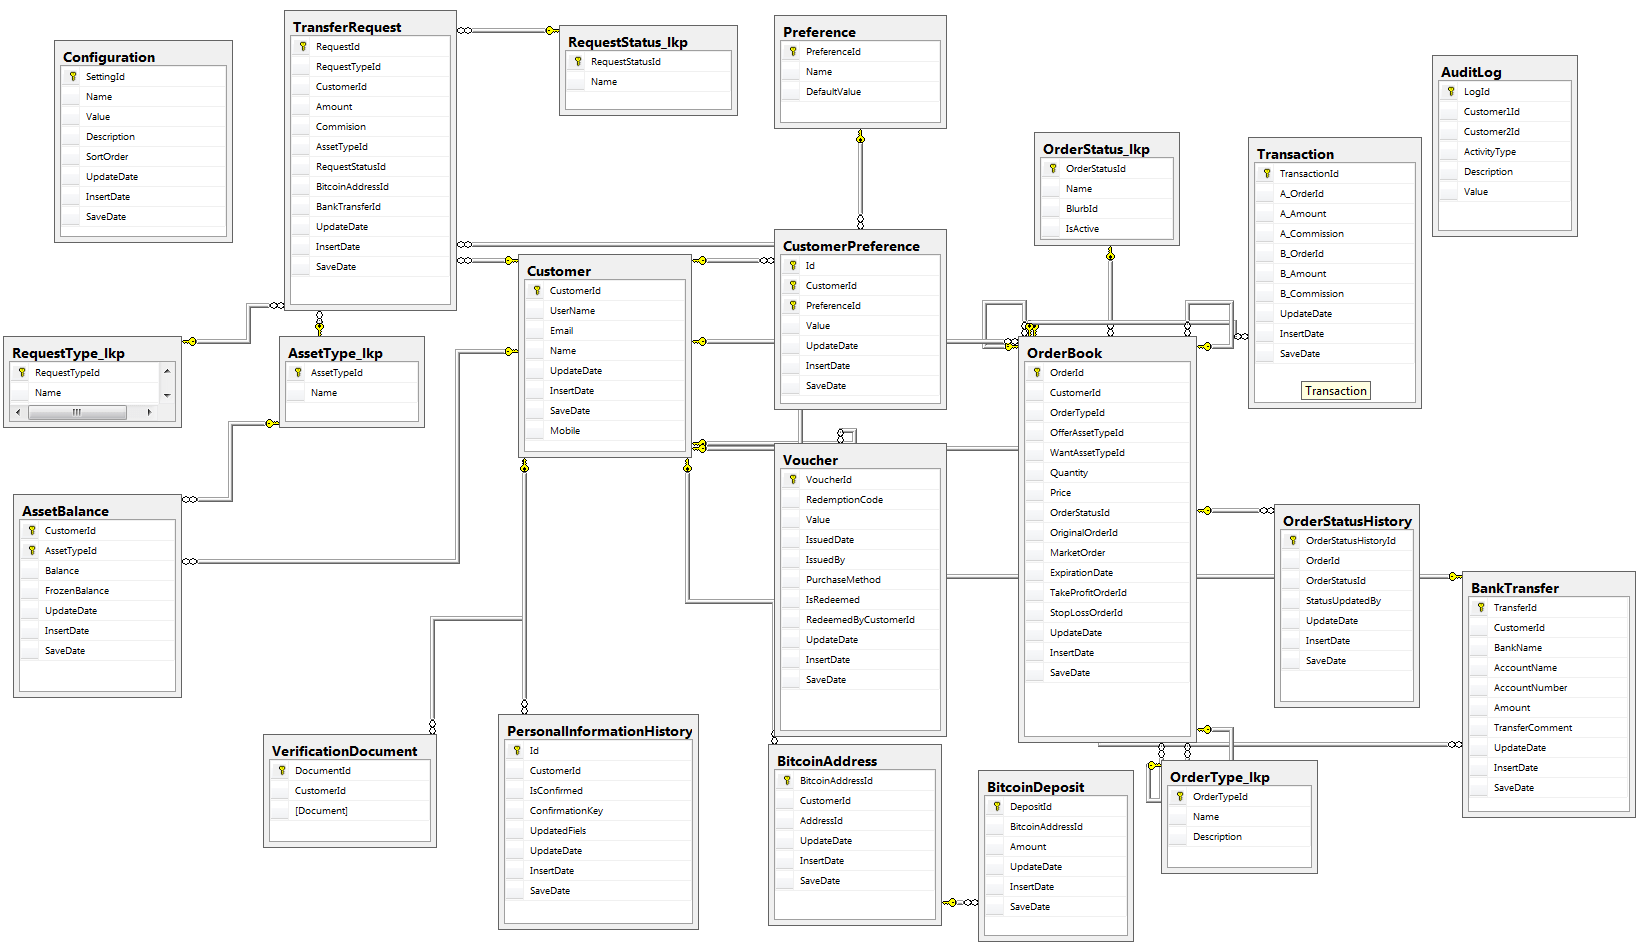 Configuration
SettingId
Name
Value
Description
SortOrder
UpdateDate
InsertDate
SaveDate
TransferRequest
RequestId
RequestTypeId
CustomerId
Amount
Commision
AssetTypeId
RequestStatusId
BitcoinAddressId
BankTransferId
UpdateDate
InsertDate
SaveDate
RequestStatus_lkp
RequestStatusId
Name
Preference
PreferenceId
Name
DefaultValue
OrderStatus_lkp
OrderStatusId
Name
BlurbId
IsActive
Transaction
TransactionId
A_OrderId
A_Amount
A_Commission
B_OrderId
B_Amount
B_Commission
UpdateDate
InsertDate
SaveDate
Transaction
AuditLog
LogId
Customer1Id
Customer2Id
ActivityType
Description
Value
RequestType_lkp
RequestTypeId
Name
AssetType_lkp
AssetTypeId
Name
Customer
CustomerId
UserName
Email
Name
UpdateDate
InsertDate
SaveDate
Mobile
CustomerPreference
Id
CustomerId
PreferenceId
Value
UpdateDate
InsertDate
SaveDate
OrderBook
OrderId
CustomerId
OrderTypeId
OfferAssetTypeId
WantAssetTypeId
Quantity
Price
OrderStatusId
OriginalOrderId
MarketOrder
ExpirationDate
TakeProfitOrderId
StopLossOrderId
UpdateDate
InsertDate
SaveDate
AssetBalance
CustomerId
AssetTypeId
Balance
FrozenBalance
UpdateDate
InsertDate
SaveDate
Voucher
VoucherId
RedemptionCode
Value
IssuedDate
IssuedBy
PurchaseMethod
IsRedeemed
RedeemedByCustomerId
UpdateDate
InsertDate
SaveDate
OrderStatusHistory
OrderStatusHistoryId
OrderId
OrderStatusId
StatusUpdatedBy
UpdateDate
InsertDate
SaveDate
BankTransfer
TransferId
CustomerId
BankName
AccountName
AccountNumber
Amount
TransferComment
UpdateDate
InsertDate
SaveDate
VerificationDocument
DocumentId
CustomerId
[Document]
PersonalInformationHistory
Id
CustomerId
IsConfirmed
ConfirmationKey
UpdatedFiels
UpdateDate
InsertDate
SaveDate
BitcoinAddress
BitcoinAddressId
CustomerId
AddressId
UpdateDate
InsertDate
SaveDate
BitcoinDeposit
DepositId
BitcoinAddressId
Amount
UpdateDate
InsertDate
SaveDate
OrderType_lkp
OrderTypeId
Name
Description